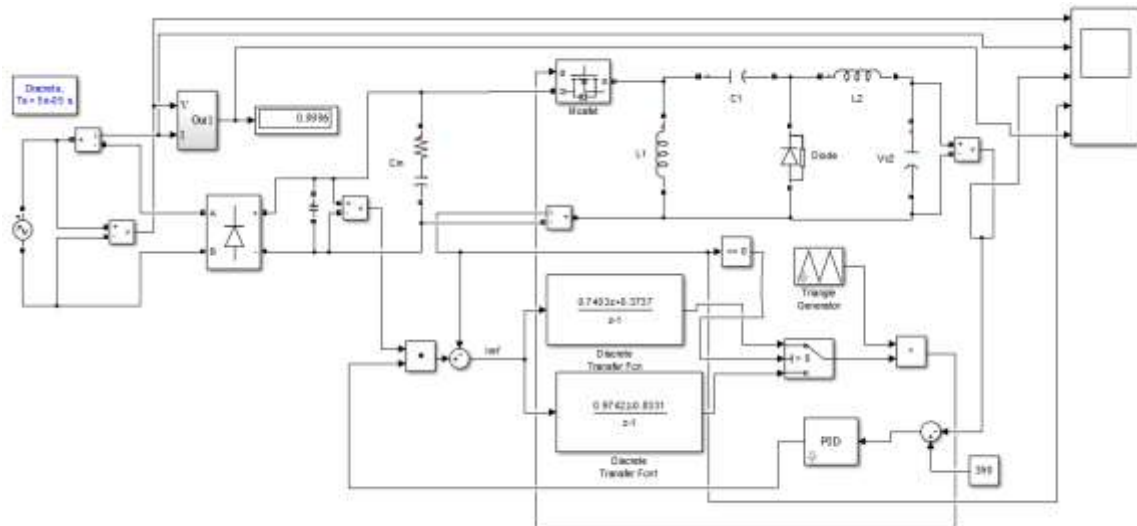 Discrete,
Ts = 5e-05 s.
V
I
Out1
0.9996
Mosfet
C1
L2
L1
Diode
Cin
A
B
<= 0
Triangle
Generator
0.7403z+0.3737
z-1
Iref
Discrete
Transfer Fcn
0.9742z-0.8331
z-1
Discrete
Transfer Fcn1
PID
390